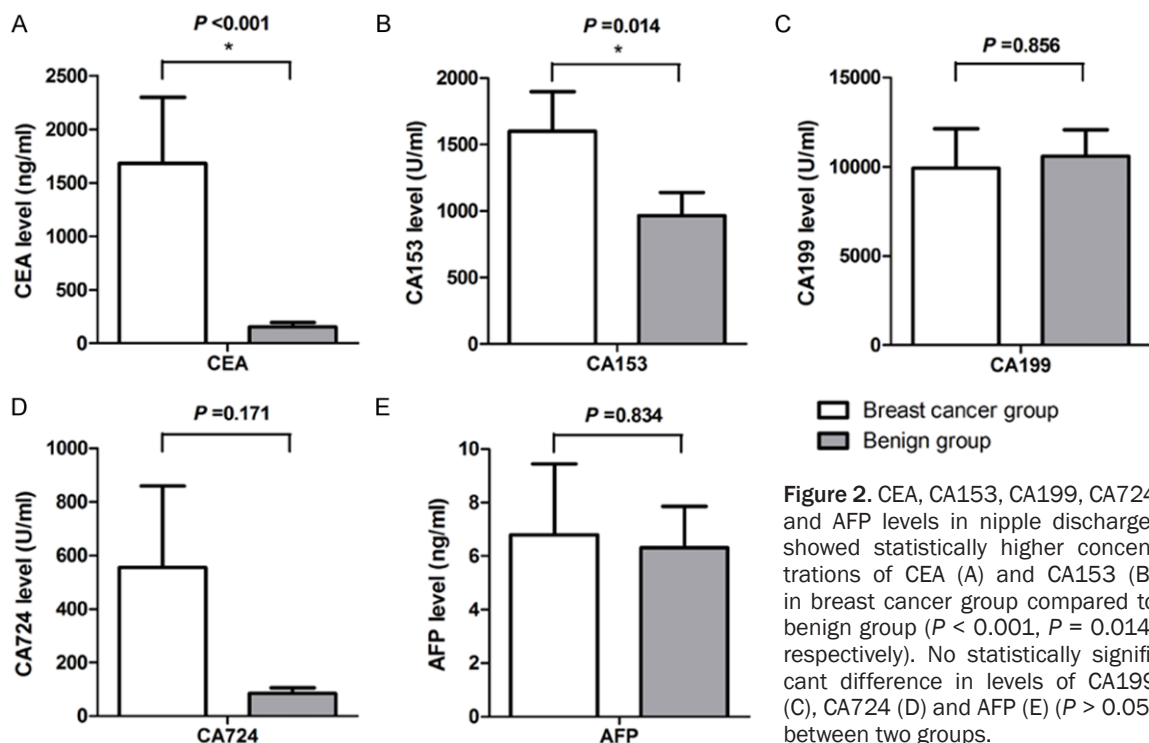 A
P <0.001
*
CEA level (ng/ml)
2500
2000
1500
1000
500
0
CEA
B
P =0.014
*
CA153 level (U/ml)
2000
1500
1000
500
0
CA153
C
P =0.856
CA199 level (U/ml)
15000
10000
5000
0
CA199
D
P =0.171
CA724 level (U/ml)
1000
800
600
400
200
0
CA724
E
P =0.834
AFP level (ng/ml)
10
8
6
4
2
0
AFP
Breast cancer group
Benign group
Figure 2. CEA, CA153, CA199, CA724
and AFP levels in nipple discharge
showed statistically higher concen-
trations of CEA (A) and CA153 (B
in breast cancer group compared to
benign group (P < 0.001, P = 0.014
respectively). No statistically signifi-
cant difference in levels of CA199
(C), CA724 (D) and AFP (E) (P > 0.05
between two groups.